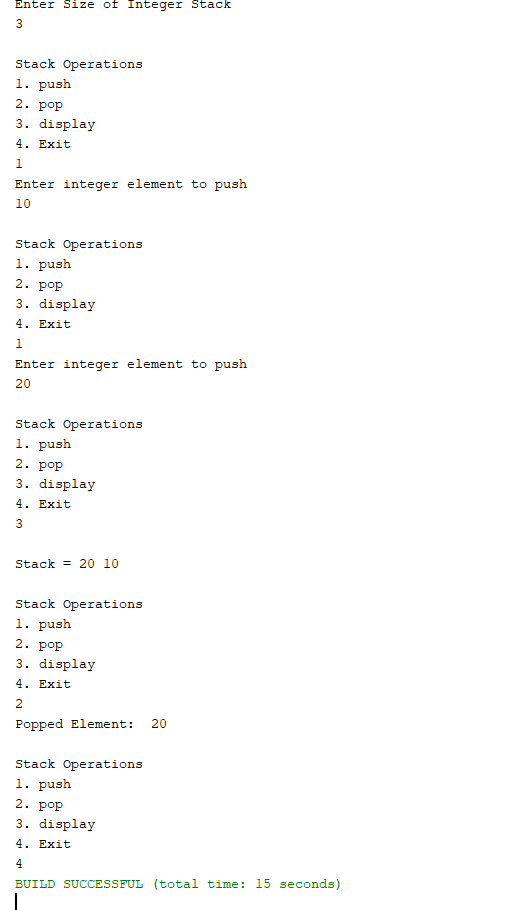 Enter Size of Integer Stack
3
Stack Operations
1. push
2. pop
3. display
4. Exit
1
Enter integer element to push
10
Stack Operations
1. push
2. pop
3. display
4. Exit
1
Enter integer element to push
20
Stack Operations
1. push
2. pop
3. display
4. Exit
3
Stack = 20 10
Stack Operations
1. push
2. pop
3. display
4. Exit
2
Popped Element:  20
Stack Operations
1. push
2. pop
3. display
4. Exit
4
BUILD SUCCESSFUL (total time: 15 seconds)